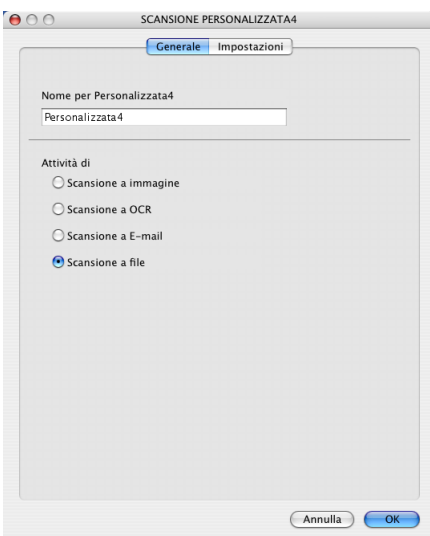 SCANSIONE PERSONALIZZATA4
Generale Impostazioni
Nome per Personalizzata4
Personalizzata4
Attività di
Scansione a immagine
Scansione a OCR
Scansione a E-mail
Scansione a file
Annulla OK